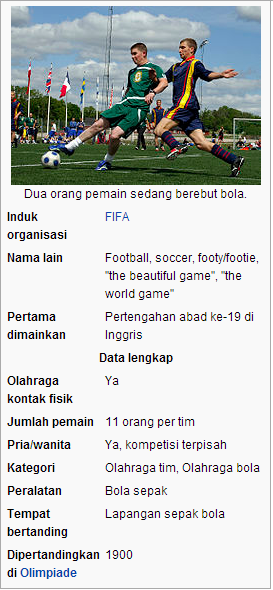 Dua orang pemain sedang berebut bola.
Induk organisasi FIFA
Nama lain Football, soccer, footy/footie,
"the beautiful game", "the
world game"
Pertama dimainkan Pertengahan abad ke-19 di
Inggris
Data lengkap
Olahraga kontak fisik Ya
Jumlah pemain 11 orang per tim
Pria/wanita Ya, kompetisi terpisah
Kategori Olahraga tim, Olahraga bola
Peralatan Bola sepak
Tempat bertanding Lapangan sepak bola
Dipertandingkan di Olimpiade 1900